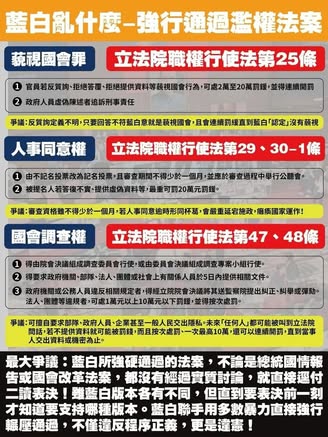 藍白亂什麼-強行通過濫權法案
藐視國會罪
立法院職權行使法第25條
❶ 官員若反質詢、拒絕答覆、拒絕提供資料等藐視國會行為,可處2萬至20萬罰鍰,並得連續開罰
❷ 政府人員虛偽陳述者追訴刑事責任
爭議:反質詢定義不明,只要回答不符藍白意就是藐視國會,且會連續罰緩直到藍白「認定」沒有藐視
人事同意權
立法院職權行使法第29、30-1條
❶ 由不記名投票改為記名投票,且審查期間不得少於一個月,並應於審查過程中舉行公聽會。
❷ 被提名人若答復不實、提供虛偽資料等,最重可罰20萬元罰鍰。
爭議:審查資格雖不得少於一個月,若人事同意給時形同杯葛,會嚴重延宕施政、癱瘓國家運作!
國會調查權
立法院職權行使法第47、48條
❶ 得由院會決議組成調查委員會行使,或由委員會決議組成調查專案小組行使。
❷ 得要求政府機關、部隊、法人、團體或社會上有關係人員於5日內提供相關文件。
❸ 政府機關或公務人員違反相關規定者,得經立院院會決議將其送監察院提出糾正、糾舉或彈劾。
法人、團體等違規者,可處1萬元以上10萬元以下罰鍰,並得按次處罰。
爭議:可擅自要求部隊、政府人員、企業甚至一般人民交出隱私,未來「任何人」都可能被叫到立法院
問話,若不提供資料就可能被罰錢,而且按次處罰、一次最高10萬,還可以連續開罰,直到當事
人交出資料或機密為止。
最大爭議:藍白所強硬通過的法案,不論是總統國情報
告或國會改革法案,都沒有經過實質討論,就直接逕付
二讀表決!雖藍白版本各有不同,但直到要表決前一刻
才知道要支持哪種版本。藍白聯手用多數暴力直接強行
輾壓通過,不僅違反程序正義,更是濫權!